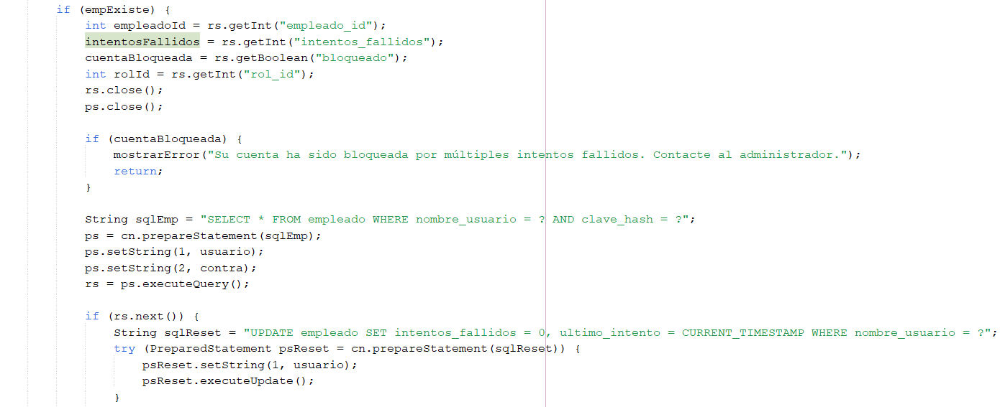 if (empExiste) {
int empleadoId = rs.getInt("empleado_id");
intentosFallidos = rs.getInt("intentos_fallidos");
cuentaBloqueada = rs.getBoolean("bloqueado");
int rolId = rs.getInt("rol_id");
rs.close();
ps.close();
if (cuentaBloqueada) {
mostrarError("Su cuenta ha sido bloqueada por múltiples intentos fallidos. Contacte al administrador.");
return;
}
String sqlEmp = "SELECT * FROM empleado WHERE nombre_usuario = ? AND clave_hash = ?";
ps = cn.prepareStatement(sqlEmp);
ps.setString(1, usuario);
ps.setString(2, contra);
rs = ps.executeQuery();
if (rs.next()) {
String sqlReset = "UPDATE empleado SET intentos_fallidos = 0, ultimo_intento = CURRENT_TIMESTAMP WHERE nombre_usuario = ?";
try (PreparedStatement psReset = cn.prepareStatement(sqlReset)) {
psReset.setString(1, usuario);
psReset.executeUpdate();
}